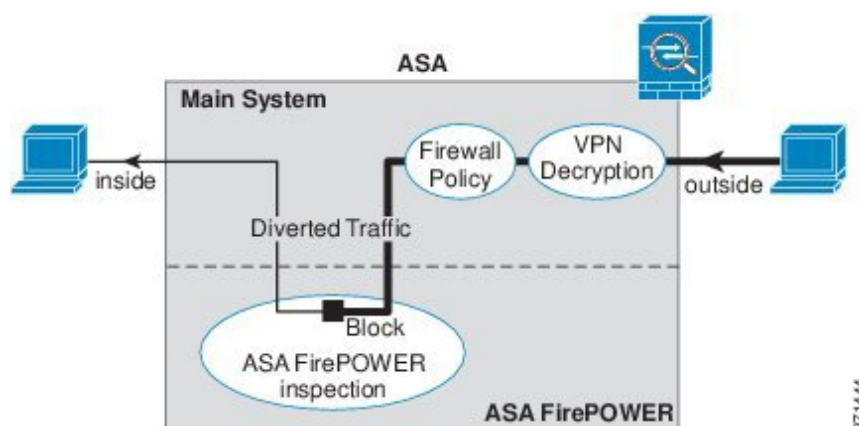 ASA
Main System
Firewall
Policy
VPN
Decryption
inside
outside
Diverted Traffic
Block
ASA FirePOWER
inspection
ASA FirePOWER